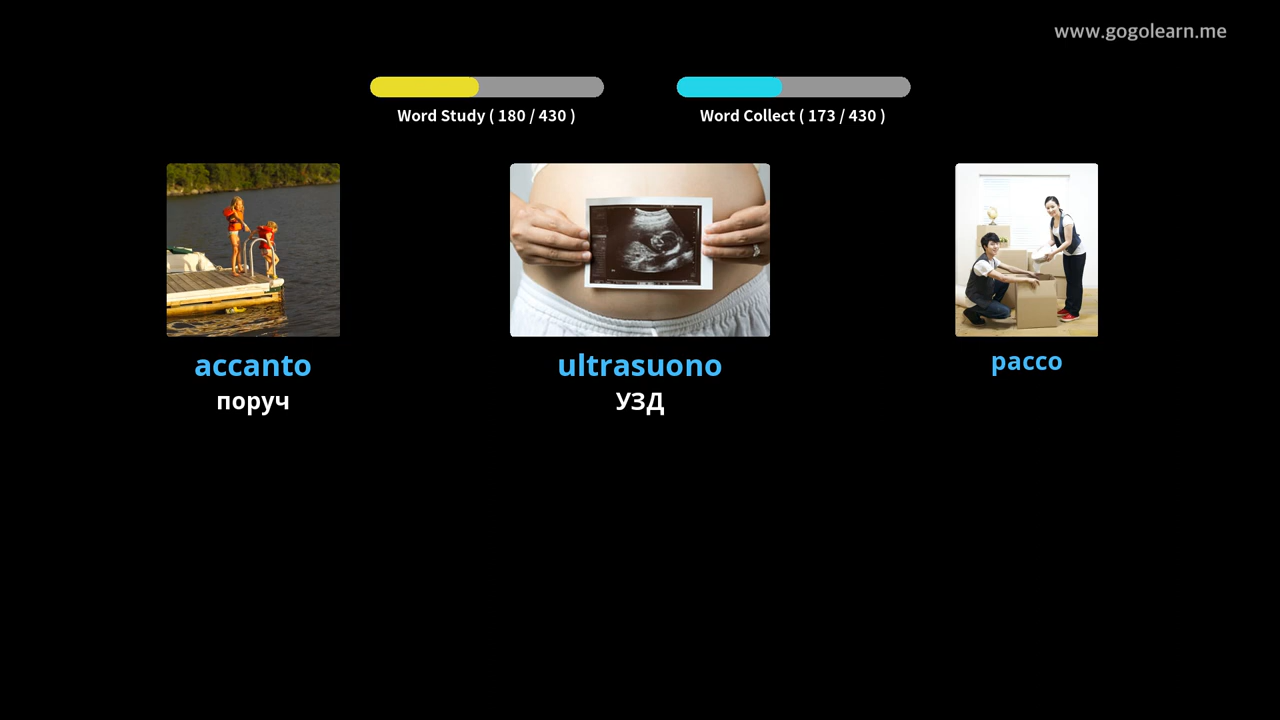 www.gogolearn.me
Word Study ( 180 / 430 )
Word Collect ( 173 / 430 )
accanto
поруч
ultrasuono
УЗД
pacco